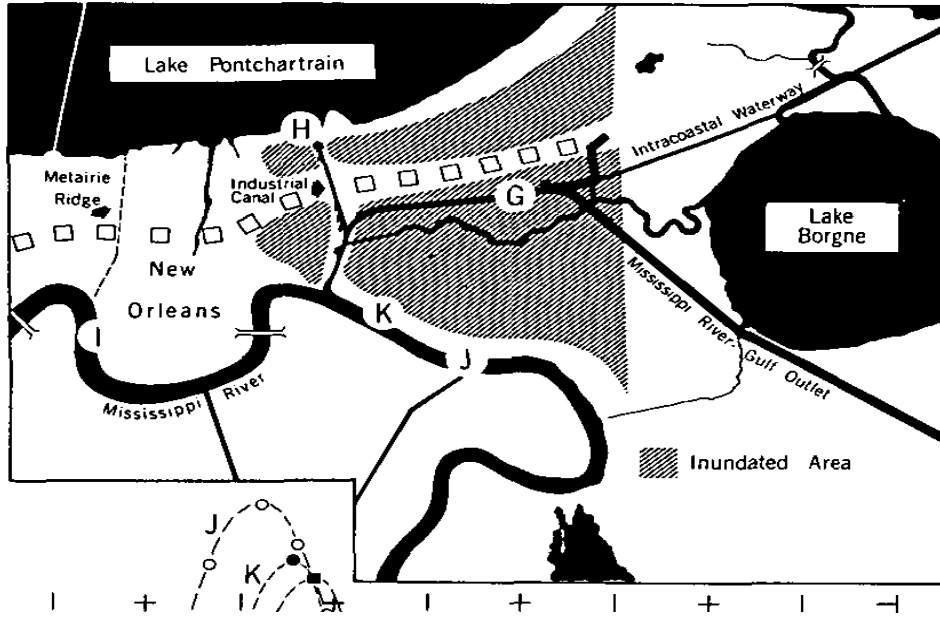 Lake Pontchartrain
H
Intracoastal Waterway
Metairie
Ridge
Industrial
Canal
G
Lake
Borgne
New
Orleans
K
I
J
Mississippi River
Mississippi River-Gulf Outlet
Inundated Area
J
K